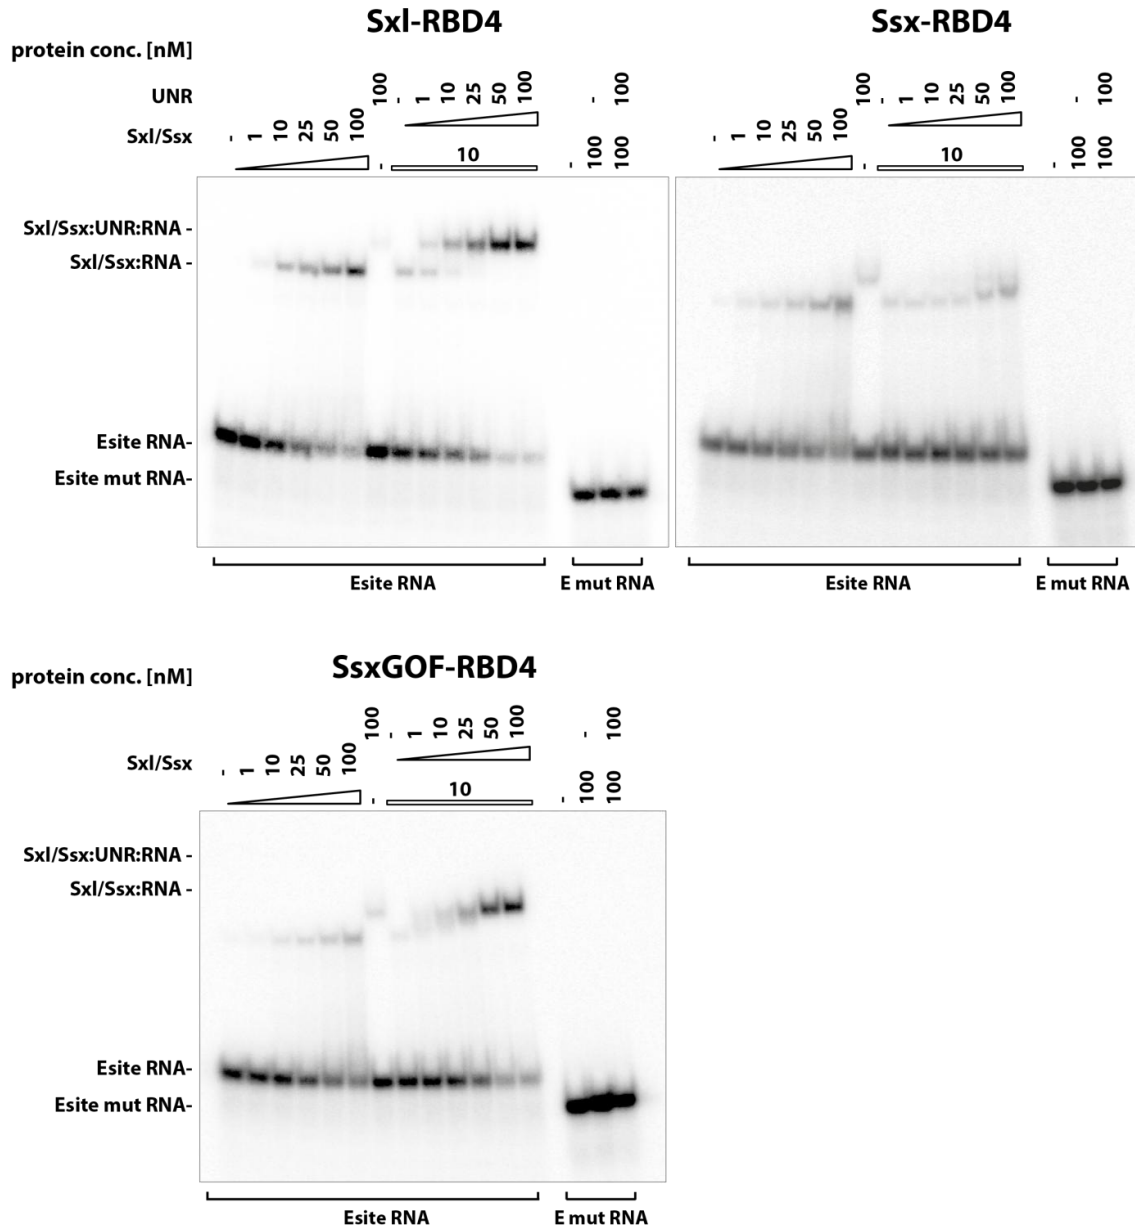 Sxl-RBD4
Ssx-RBD4
protein conc. [nM]
UNR
100 - 1 10 25 50 100
- 100
100 - 1 10 25 50 100
- 100
Sxl/Ssx
- 1 10 25 50 100
- 10
- 100 100
- 1 10 25 50 100
- 10
- 100 100
Sxl/Ssx:UNR:RNA -
Sxl/Ssx:RNA -
Esite RNA-
Esite mut RNA-
Esite RNA
E mut RNA
Esite RNA
E mut RNA
SsxGOF-RBD4
protein conc. [nM]
100 - 1 10 25 50 100
- 100
Sxl/Ssx
- 1 10 25 50 100
- 10
- 100 100
Sxl/Ssx:UNR:RNA -
Sxl/Ssx:RNA -
Esite RNA-
Esite mut RNA-
Esite RNA
E mut RNA